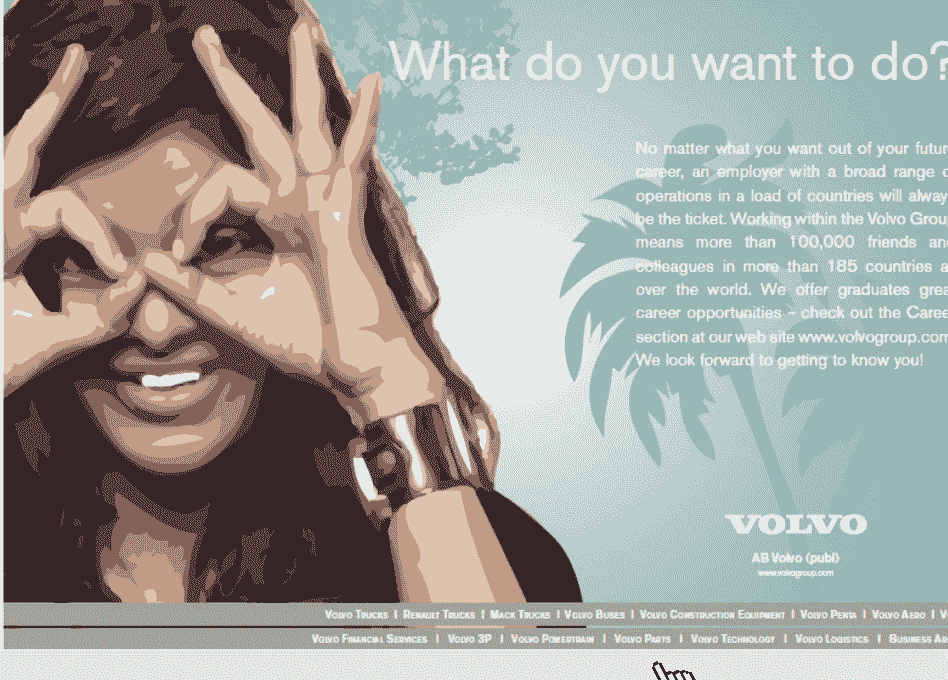 What do you want to do?
No matter what you want out of your futur
career, an employer with a broad range o
operations in a load of countries will alway
be the ticket. Working within the Volvo Grou
means more than 100,000 friends and
colleagues in more than 185 countries a
over the world. We offer graduates grea
career opportunities – check out the Caree
section at our web site www.volvogroup.com
We look forward to getting to know you!
VOLVO
AB Volvo (publ)
www.volvogroup.com
Volvo Trucks | Renault Trucks | Mack Trucks | Volvo Buses | Volvo Construction Equipment | Volvo Penta | Volvo Aero | V
Volvo Financial Services | Volvo 3P | Volvo Powertrain | Volvo Parts | Volvo Technology | Volvo Logistics | Business Ar